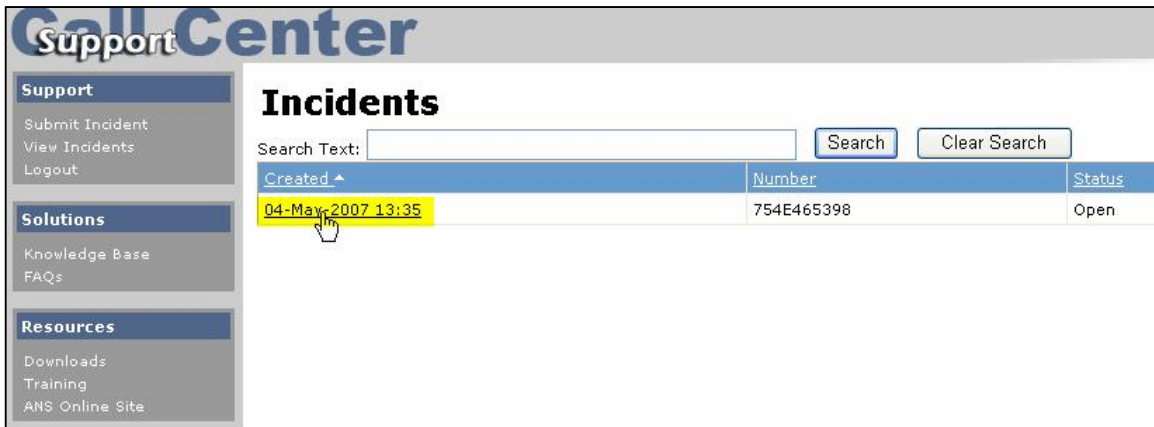 Call Center
Support
Support
Submit Incident
View Incidents
Logout
Solutions
Knowledge Base
FAQs
Resources
Downloads
Training
ANS Online Site
Incidents
Search Text: Search Clear Search
Created Number Status
04-May-2007 13:35 754E465398 Open